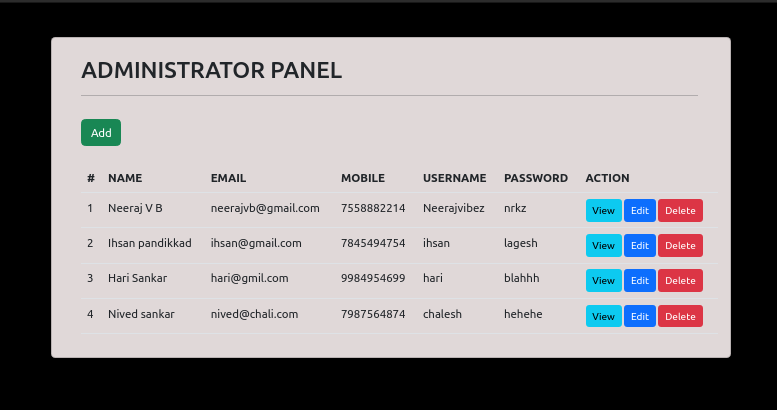 ADMINISTRATOR PANEL
Add
# NAME EMAIL MOBILE USERNAME PASSWORD ACTION
1 Neeraj V B neerajvb@gmail.com 7558882214 Neerajvibez nrkz View Edit Delete
2 Ihsan pandikkad ihsan@gmail.com 7845494754 ihsan lagesh View Edit Delete
3 Hari Sankar hari@gmil.com 9984954699 hari blahhh View Edit Delete
4 Nived sankar nived@chali.com 7987564874 chalesh hehehe View Edit Delete